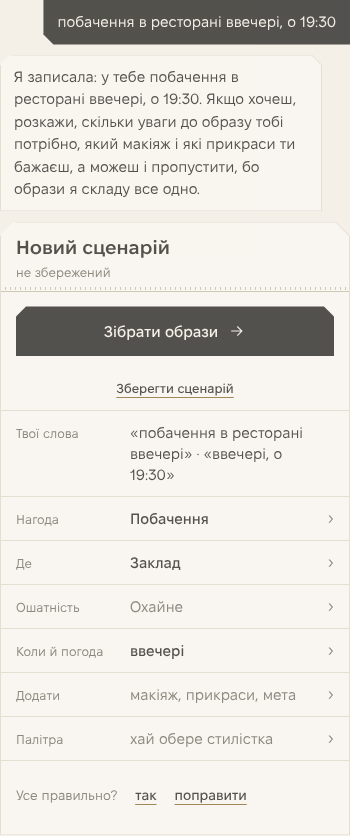 побачення в ресторані ввечері, о 19:30
Я записала: у тебе побачення в
ресторані ввечері, о 19:30. Якщо хочеш,
розкажи, скільки уваги до образу тобі
потрібно, який макіяж і які прикраси ти
бажаєш, а можеш і пропустити, бо
образи я складу все одно.
Новий сценарій
не збережений
Зібрати образи →
Зберегти сценарій
Твої слова «побачення в ресторані
ввечері» · «ввечері, о
19:30»
Нагода Побачення ›
Де Заклад ›
Ошатність Охайне ›
Коли й погода ввечері ›
Додати макіяж, прикраси, мета ›
Палітра хай обере стилістка ›
Усе правильно? так поправити